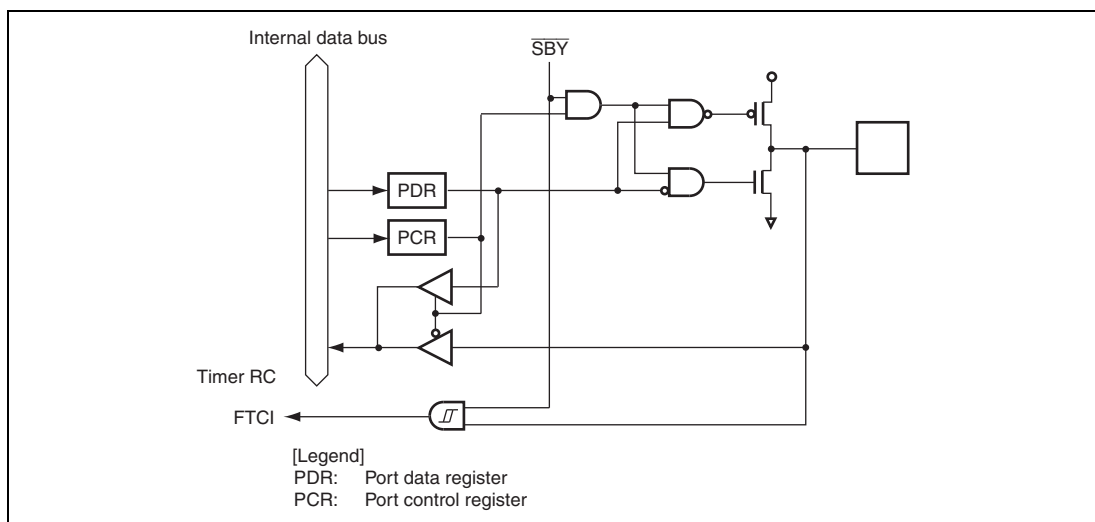 Internal data bus
SBY
PDR
PCR
Timer RC
FTCI
[Legend]
PDR: Port data register
PCR: Port control register